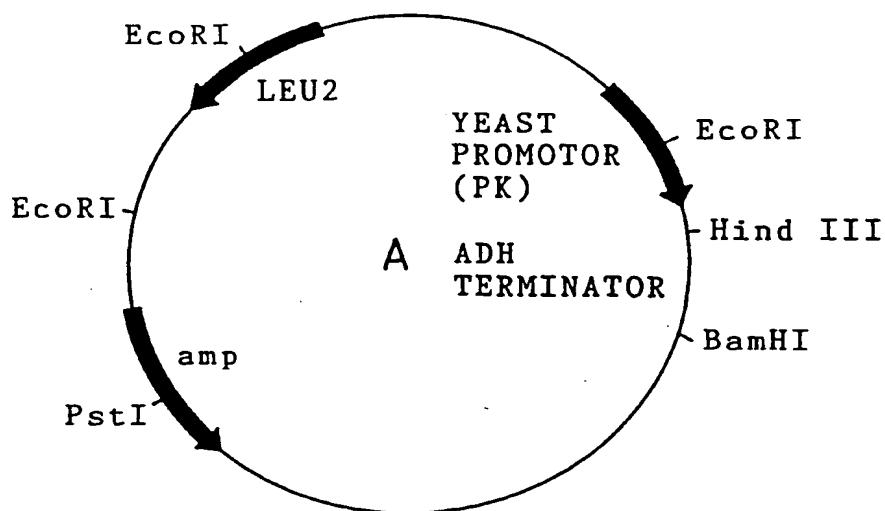 EcoRI
LEU2
YEAST
PROMOTOR
(PK)
EcoRI
EcoRI
Hind III
A
ADH
TERMINATOR
BamHI
amp
PstI